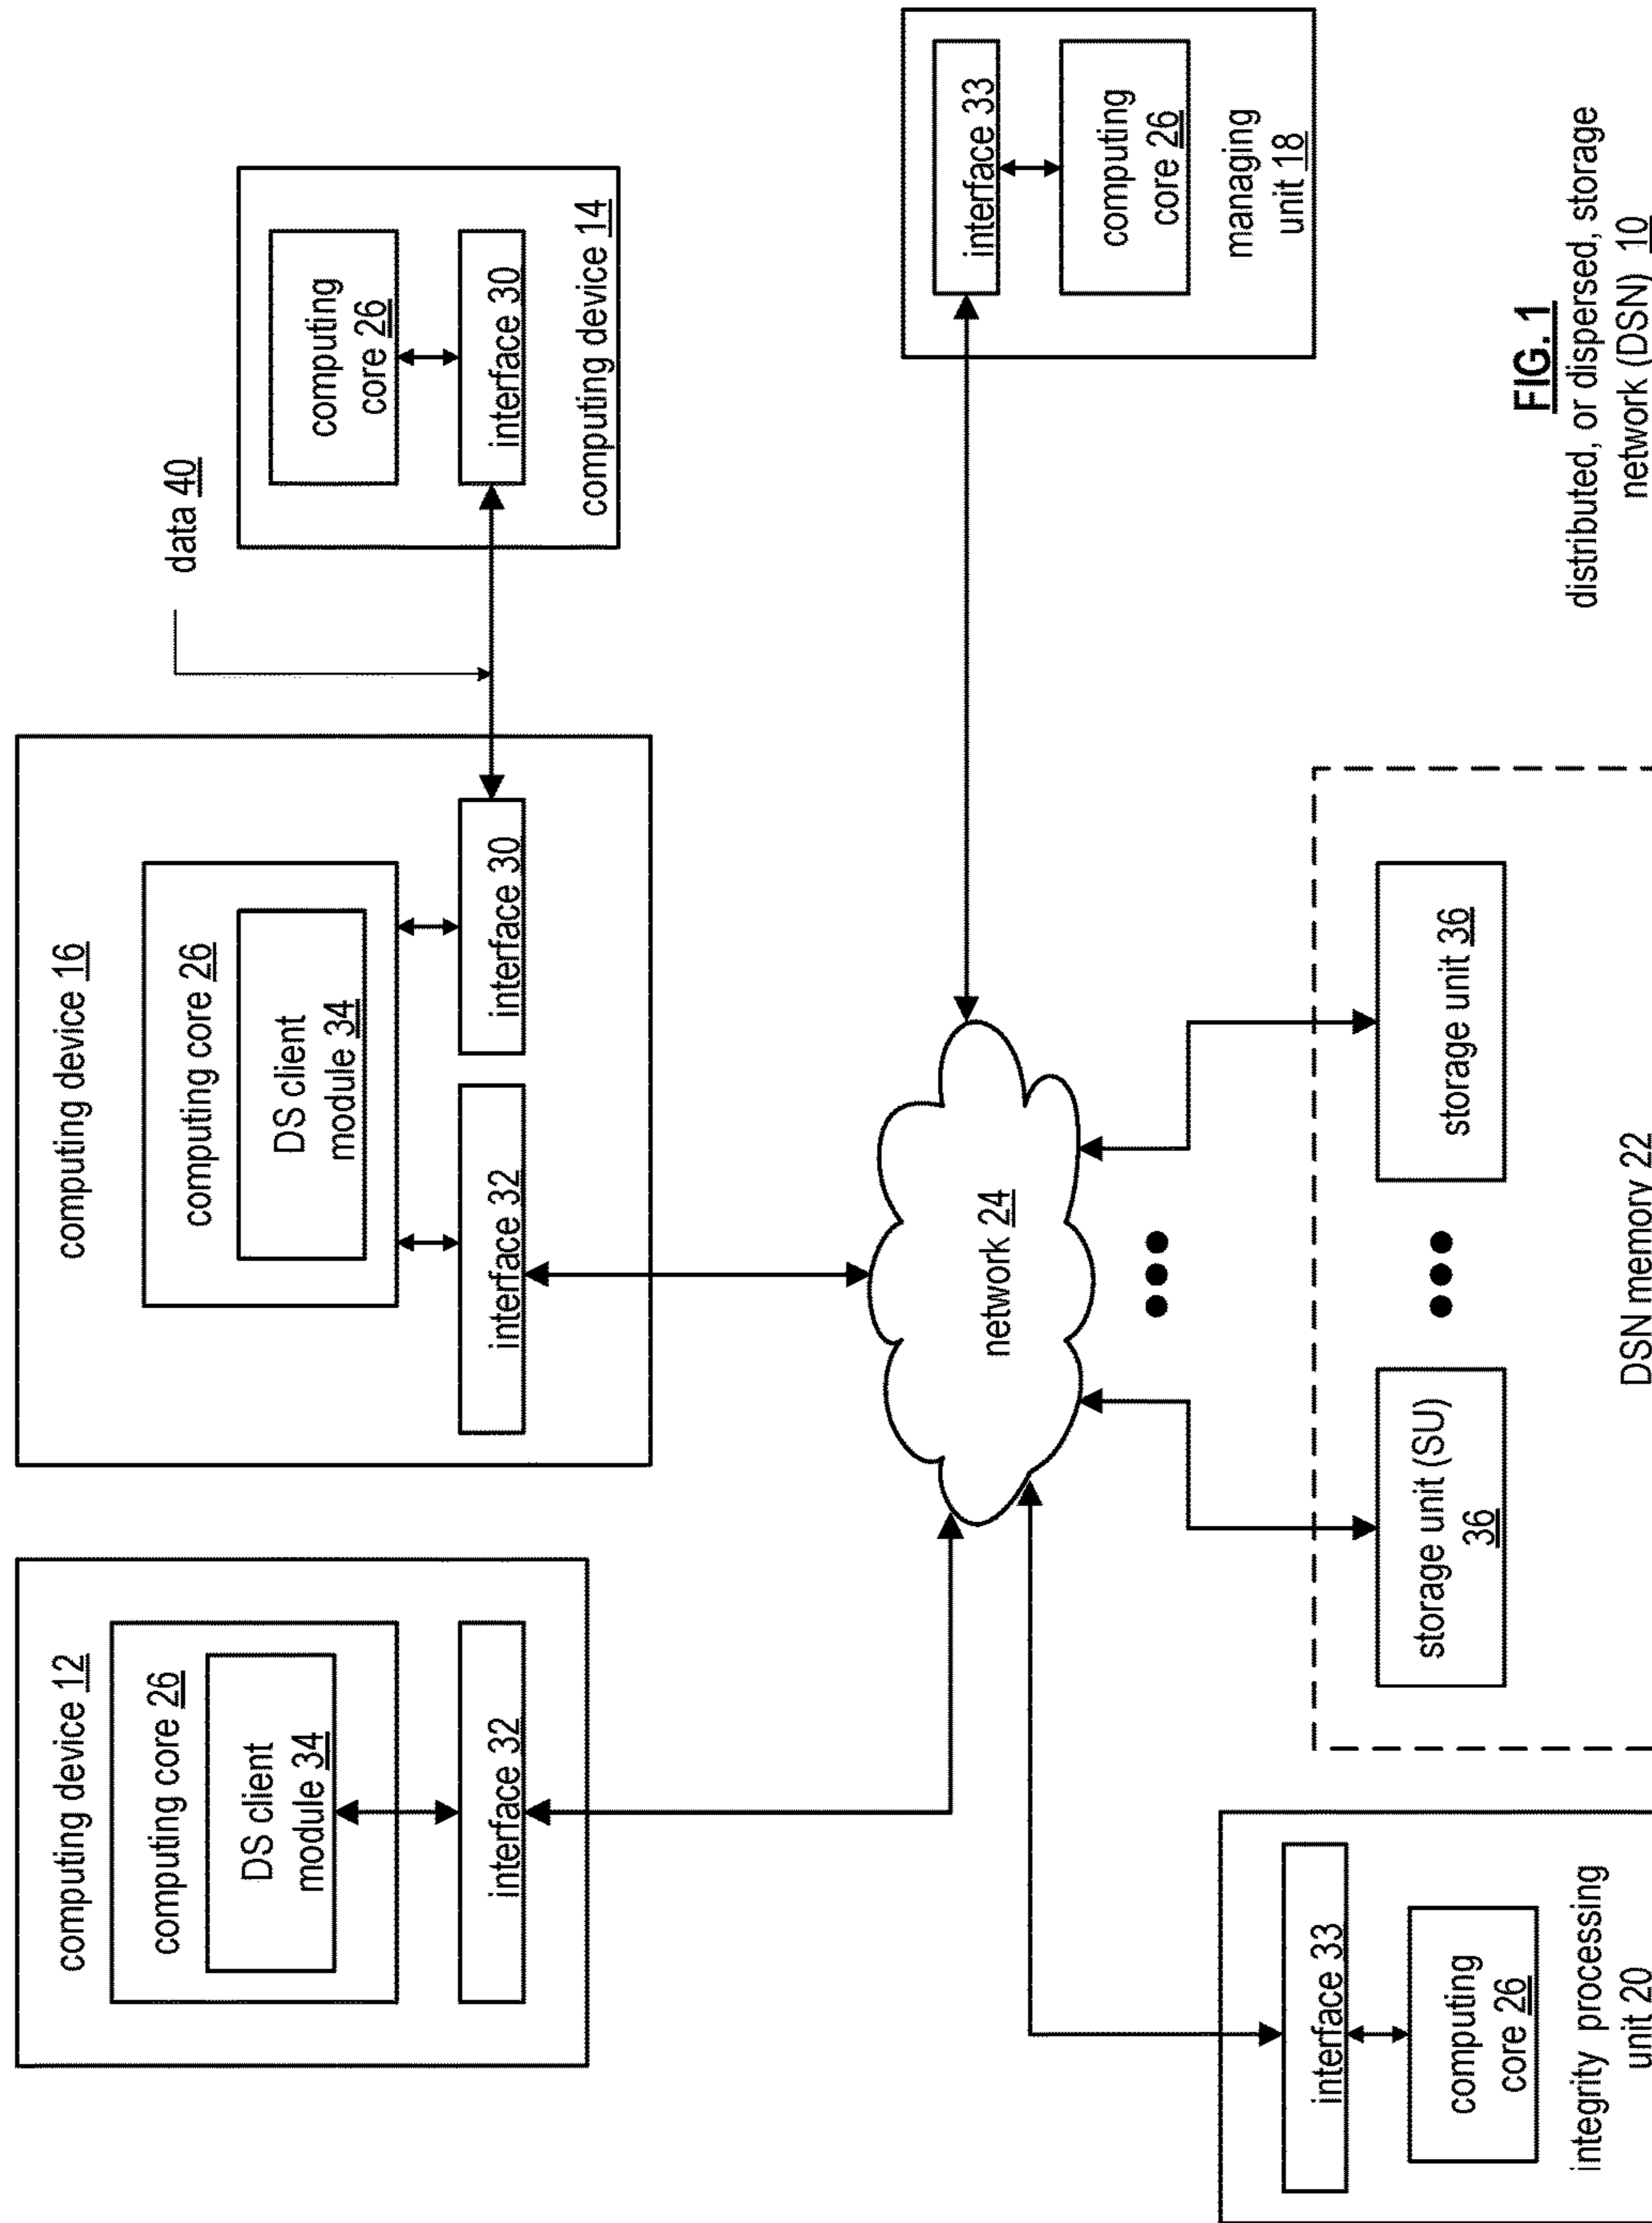 computing device 12
computing core 26
DS client
module 34
interface 32
computing device 16
computing core 26
DS client
module 34
interface 32
interface 30
data 40
computing
core 26
interface 30
computing device 14
network 24
interface 33
computing
core 26
managing
unit 18
interface 33
computing
core 26
integrity processing
unit 20
storage unit (SU)
36
storage unit 36
DSN memory 22
FIG. 1
distributed, or dispersed, storage
network (DSN) 10